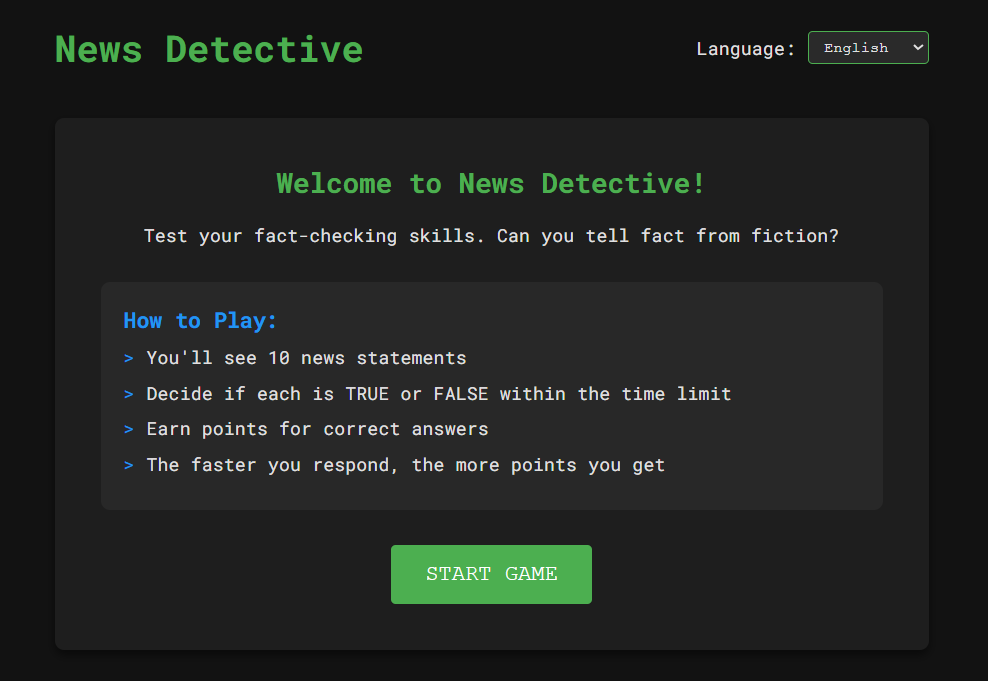 News Detective
Language: English
Welcome to News Detective!
Test your fact-checking skills. Can you tell fact from fiction?
How to Play:
> You'll see 10 news statements
> Decide if each is TRUE or FALSE within the time limit
> Earn points for correct answers
> The faster you respond, the more points you get
START GAME